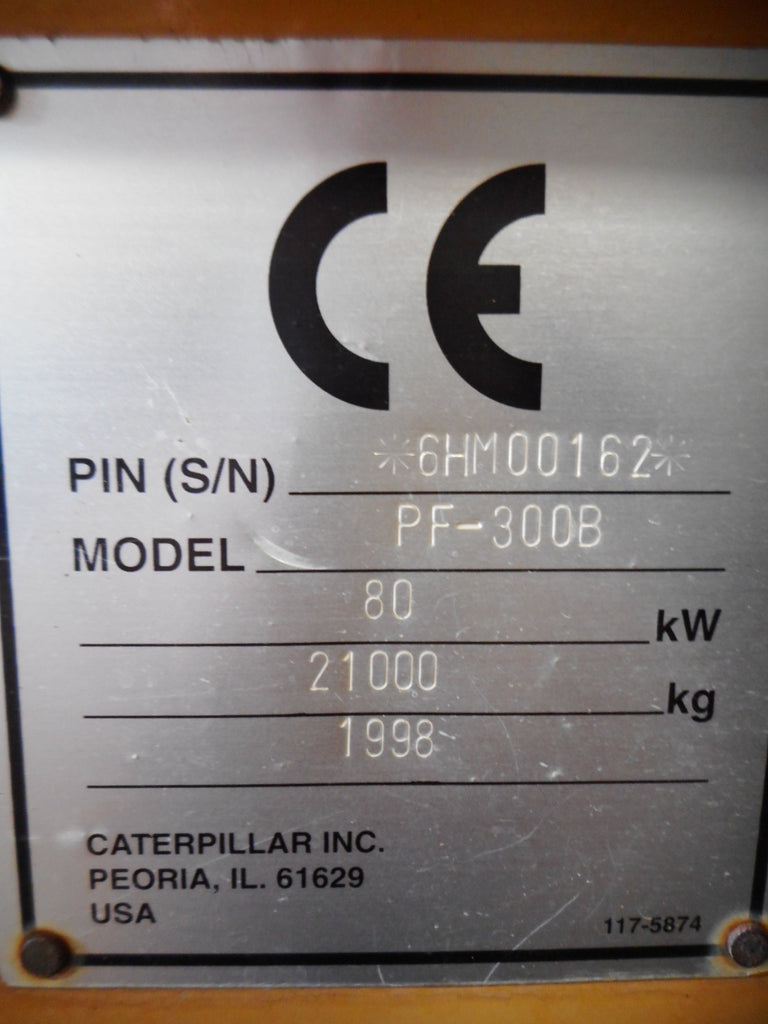 CE
PIN (S/N) *6HM00162*
MODEL PF-300B
80 kW
21000 kg
1998
CATERPILLAR INC.
PEORIA, IL. 61629
USA
117-5874